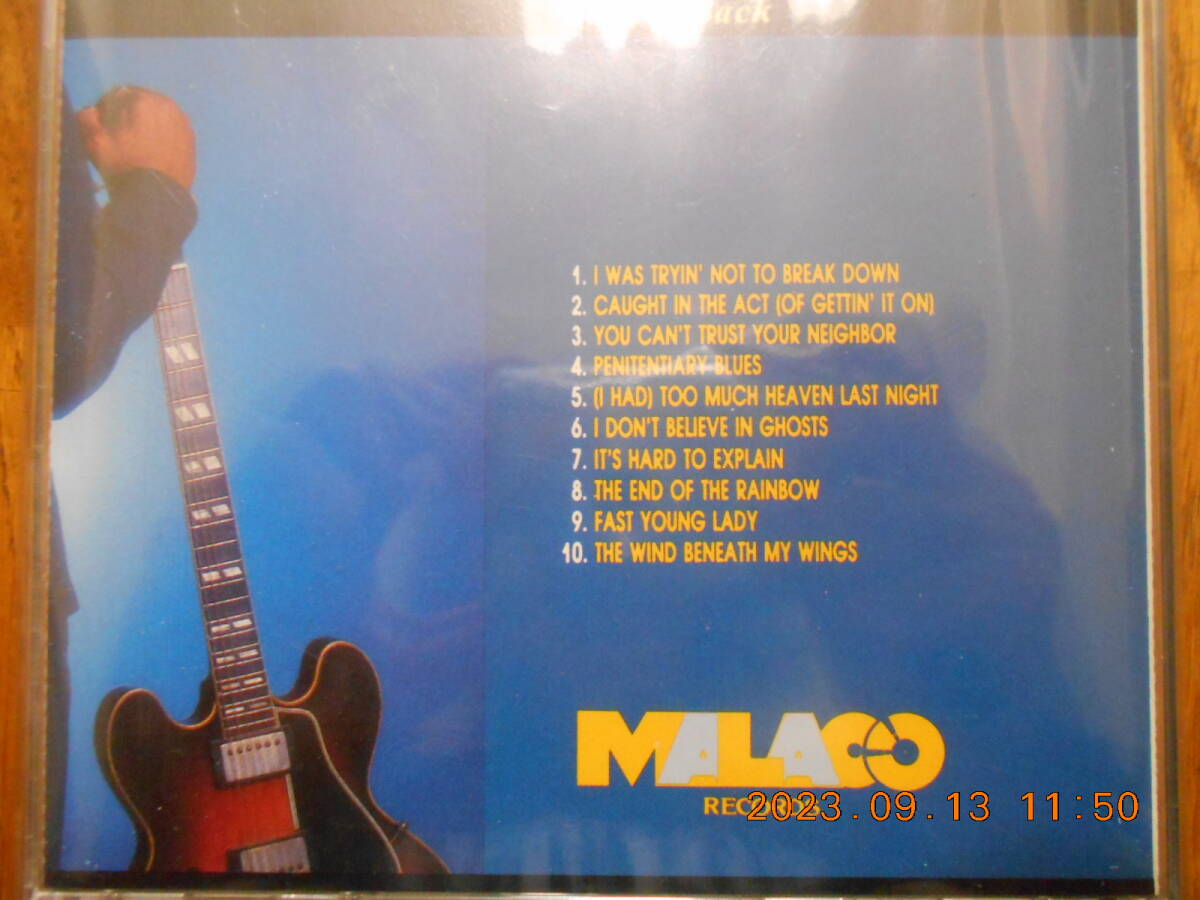 Back
1. I WAS TRYIN' NOT TO BREAK DOWN
2. CAUGHT IN THE ACT (OF GETTIN' IT ON)
3. YOU CAN'T TRUST YOUR NEIGHBOR
4. PENITENTIARY BLUES
5. (I HAD) TOO MUCH HEAVEN LAST NIGHT
6. I DON'T BELIEVE IN GHOSTS
7. IT'S HARD TO EXPLAIN
8. THE END OF THE RAINBOW
9. FAST YOUNG LADY
10. THE WIND BENEATH MY WINGS
MALACO
RECORDS
2023.09.13 11:50